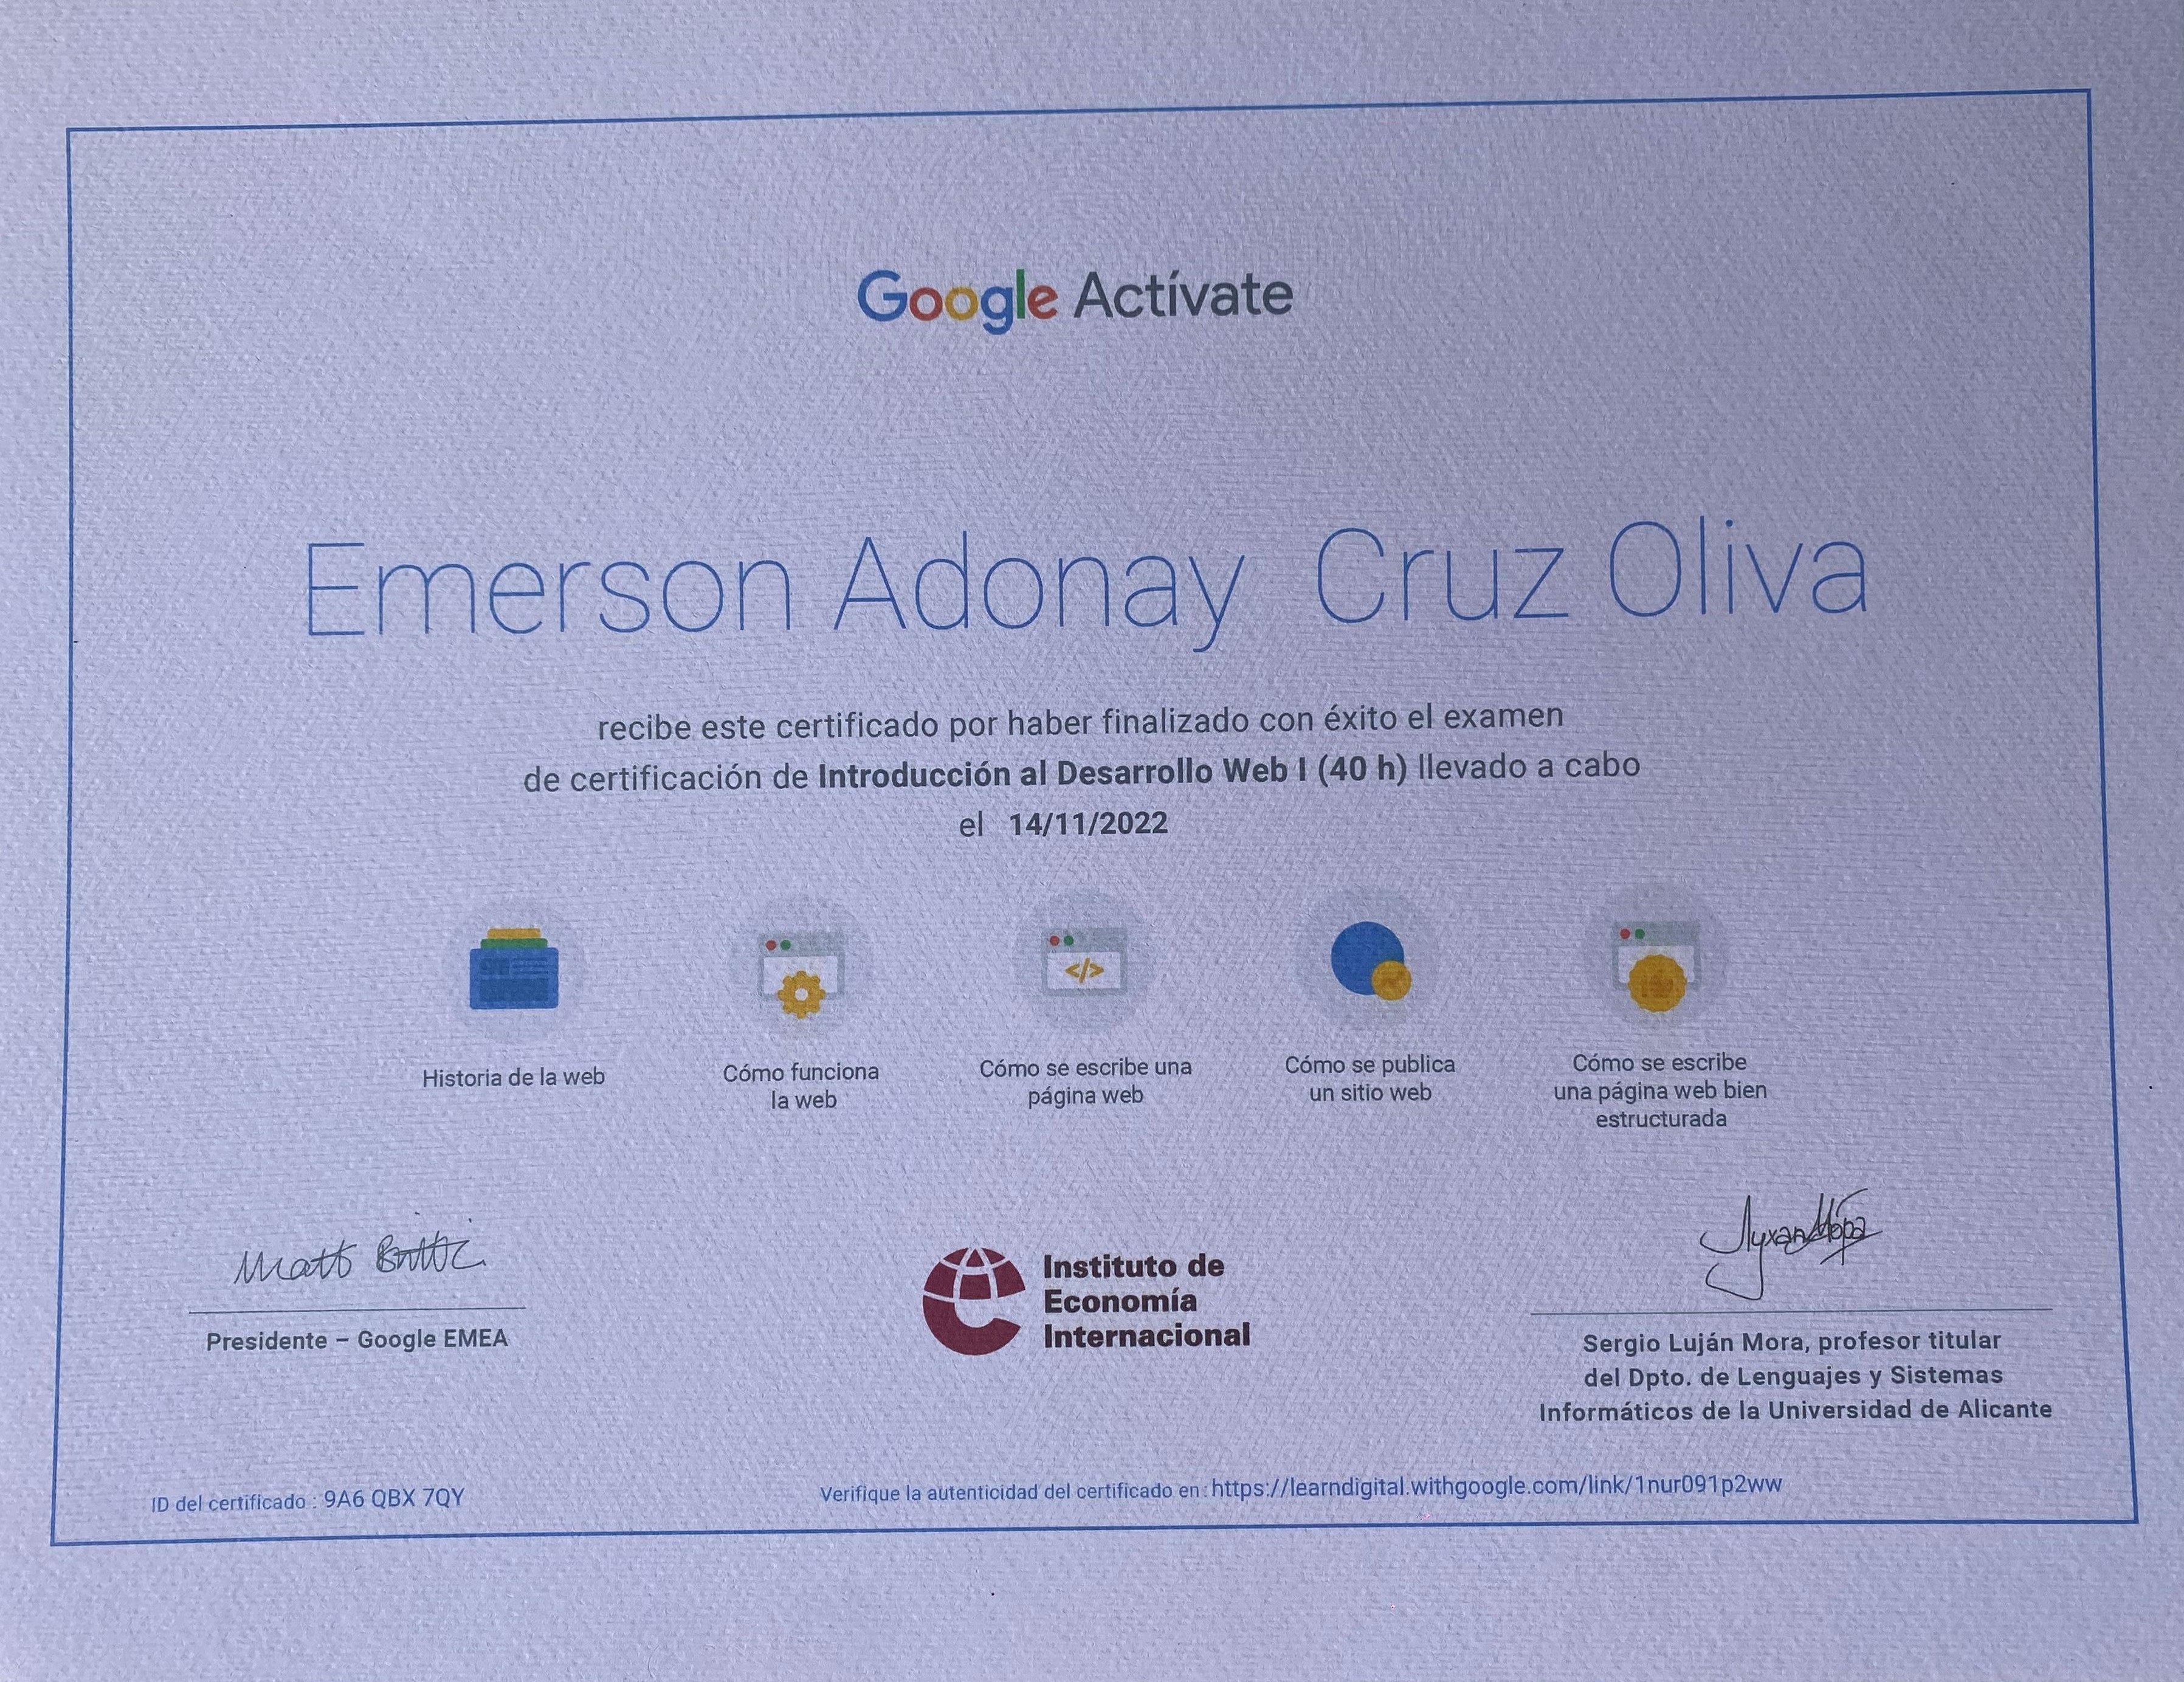 Google Actívate
Emerson Adonay Cruz Oliva
recibe este certificado por haber finalizado con éxito el examen
de certificación de Introducción al Desarrollo Web I (40 h) llevado a cabo
el 14/11/2022
</>
Historia de la web
Cómo funciona
la web
Cómo se escribe una
página web
Cómo se publica
un sitio web
Cómo se escribe
una página web bien
estructurada
Matt
Presidente – Google EMEA
Instituto de
Economía
Internacional
Sergio Luján Mora, profesor titular
del Dpto. de Lenguajes y Sistemas
Informáticos de la Universidad de Alicante
ID del certificado : 9A6 QBX 7QY
Verifique la autenticidad del certificado en : https://learndigital.withgoogle.com/link/1nur091p2ww